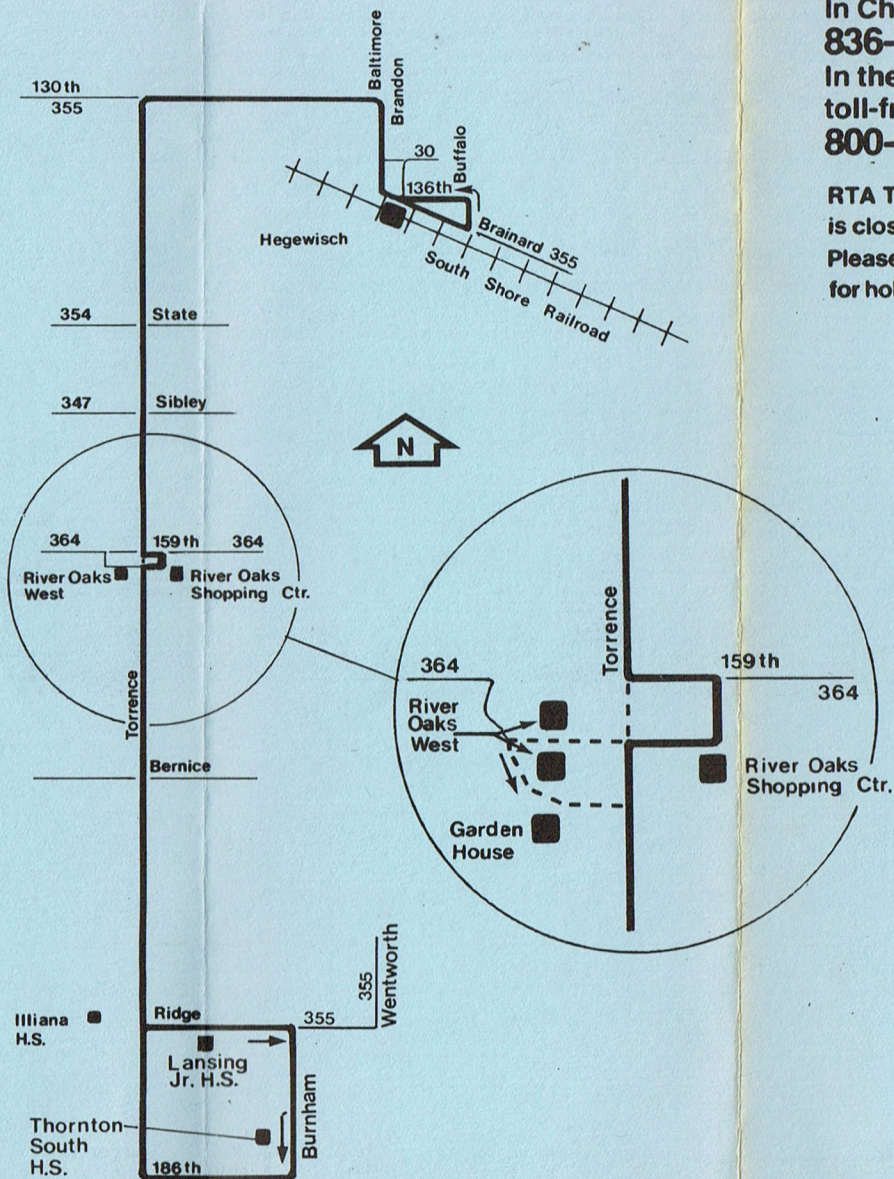 In Ch
836-
In the
toll-fr
800-
RTA T
is clos
Please
for hol
Baltimore
Brandon
130th
355
30
Buffalo
136th
Hegewisch
Brainard 355
South Shore Railroad
354
State
347
Sibley
N
364
159th
364
River Oaks
West
River Oaks
Shopping Ctr.
Torrence
Torrence
159th
364
364
River
Oaks
West
River Oaks
Shopping Ctr.
Garden
House
Bernice
355
Wentworth
Illiana
H.S.
Ridge
355
Lansing
Jr. H.S.
Burnham
Thornton
South
H.S.
186th